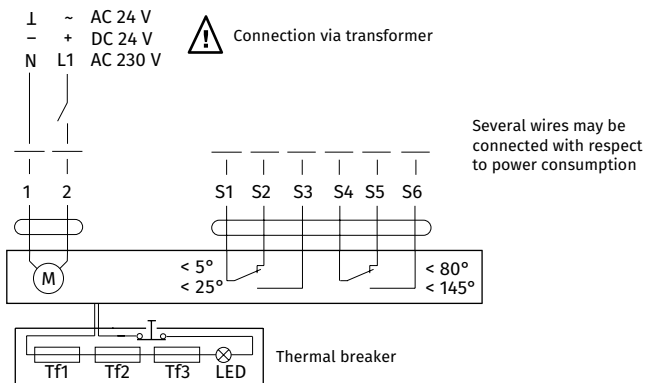 ⊥ ~ AC 24 V
– + DC 24 V
N L1 AC 230 V
Connection via transformer
Several wires may be
connected with respect
to power consumption
1 2 S1 S2 S3 S4 S5 S6
M
< 5°
< 25°
< 80°
< 145°
Tf1 Tf2 Tf3 LED
Thermal breaker